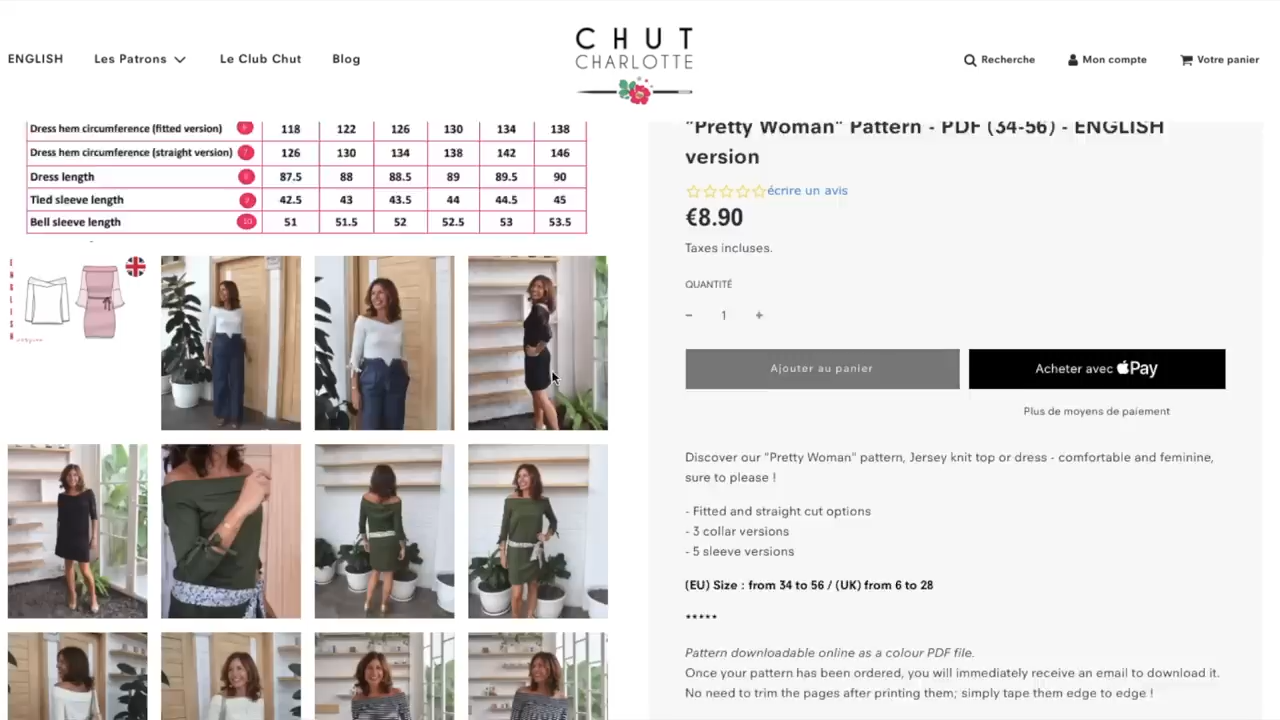 CHUT
CHARLOTTE
ENGLISH
Les Patrons
Le Club Chut
Blog
Recherche
Mon compte
Votre panier
Dress hem circumference (fitted version) 118 122 126 130 134 138
Dress hem circumference (straight version) 7 126 130 134 138 142 146
Dress length 87.5 88 88.5 89 89.5 90
Tied sleeve length 9 42.5 43 43.5 44 44.5 45
Bell sleeve length 10 51 51.5 52 52.5 53 53.5
"Pretty Woman" Pattern - PDF (34-56) - ENGLISH
version
écrire un avis
€8.90
Taxes incluses.
QUANTITÉ
- 1 +
Ajouter au panier
Acheter avec Pay
Plus de moyens de paiement
Discover our "Pretty Woman" pattern, Jersey knit top or dress - comfortable and feminine,
sure to please !
- Fitted and straight cut options
- 3 collar versions
- 5 sleeve versions
(EU) Size : from 34 to 56 / (UK) from 6 to 28
*****
Pattern downloadable online as a colour PDF file.
Once your pattern has been ordered, you will immediately receive an email to download it.
No need to trim the pages after printing them; simply tape them edge to edge !